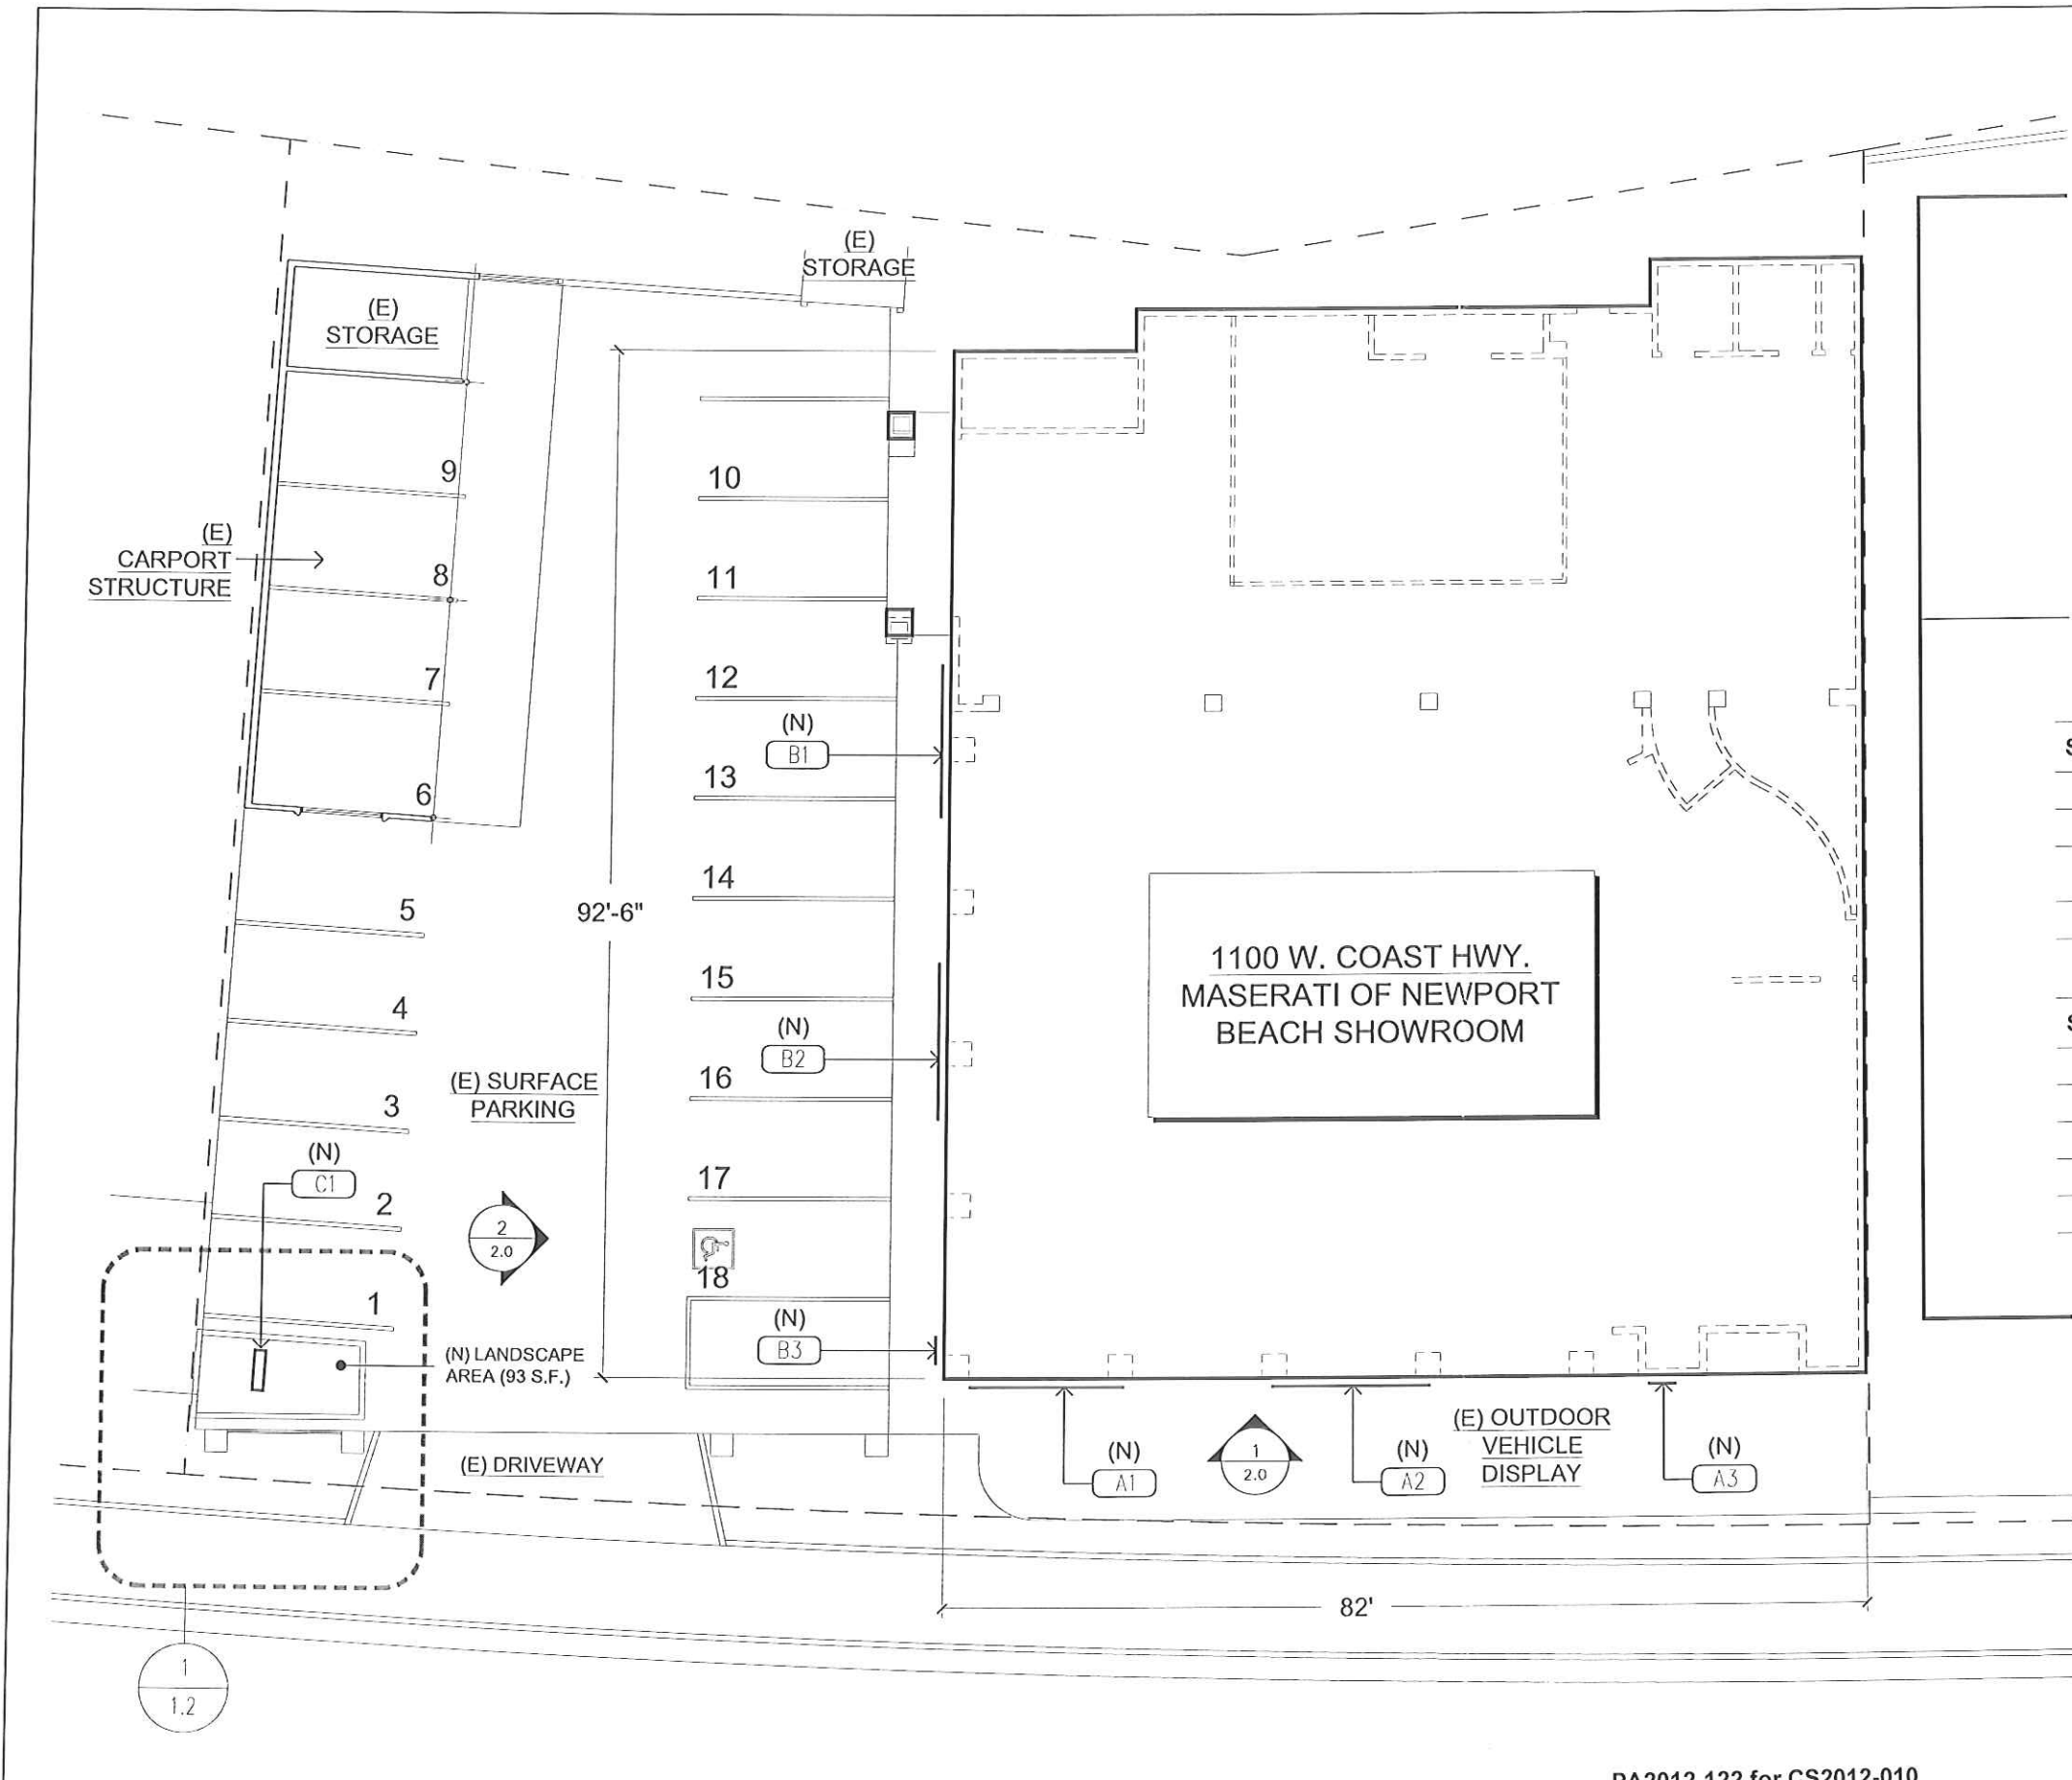 (E)
STORAGE
(E)
STORAGE
9
10
(E)
CARPORT
STRUCTURE
8
11
7
12
(N)
B1
6
13
14
5
92'-6"
1100 W. COAST HWY.
MASERATI OF NEWPORT
BEACH SHOWROOM
15
4
(N)
B2
(E) SURFACE
PARKING
16
3
(N)
C1
17
2
2
2.0
18
1
(N)
B3
(N) LANDSCAPE
AREA (93 S.F.)
(E) DRIVEWAY
(N)
A1
1
2.0
(N)
A2
(E) OUTDOOR
VEHICLE
DISPLAY
(N)
A3
82'
1
1.2
PA2012-122 for CS2012-010